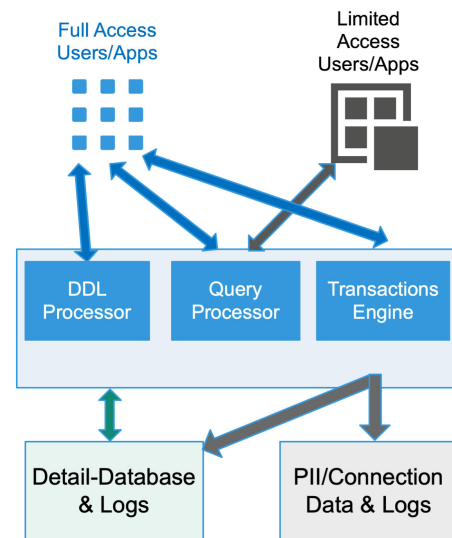 Full Access
Users/Apps
Limited
Access
Users/Apps
DDL
Processor
Query
Processor
Transactions
Engine
Detail-Database
& Logs
PII/Connection
Data & Logs